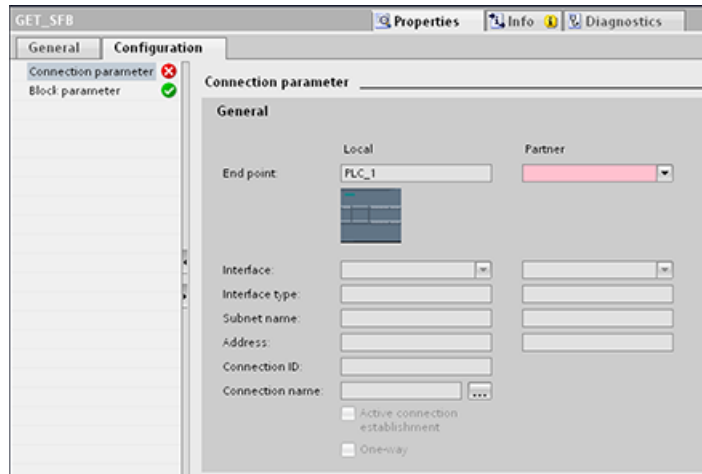 GET_SFB
Properties
Info
Diagnostics
General
Configuration
Connection parameter
Block parameter
Connection parameter
General
Local
Partner
End point:
PLC_1
Interface:
Interface type:
Subnet name:
Address:
Connection ID:
Connection name:
...
Active connection
establishment
One-way